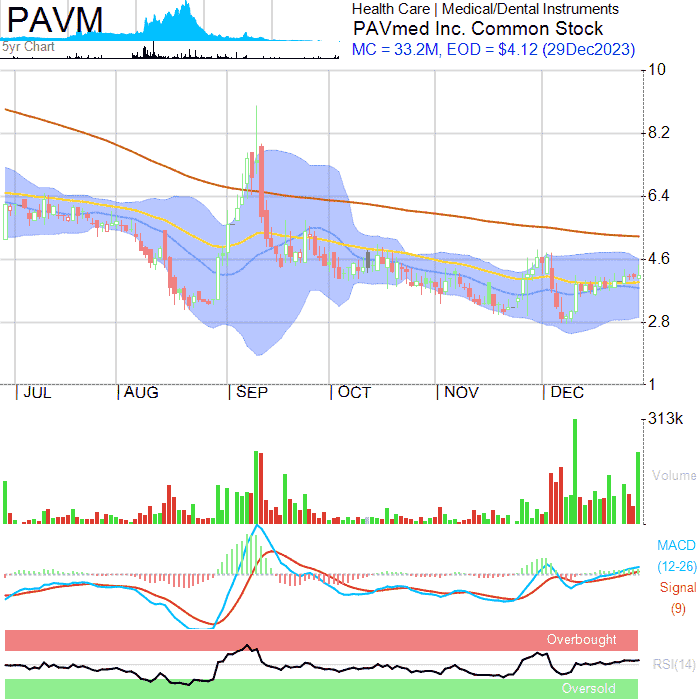 PAVM
5yr Chart
Health Care | Medical/Dental Instruments
PAVmed Inc. Common Stock
MC = 33.2M, EOD = $4.12 (29Dec2023)
10
8.2
6.4
4.6
2.8
1
| JUL | AUG | SEP | OCT | NOV | DEC
313k
Volume
MACD
(12-26)
Signal
(9)
Overbought
RSI(14)
Oversold